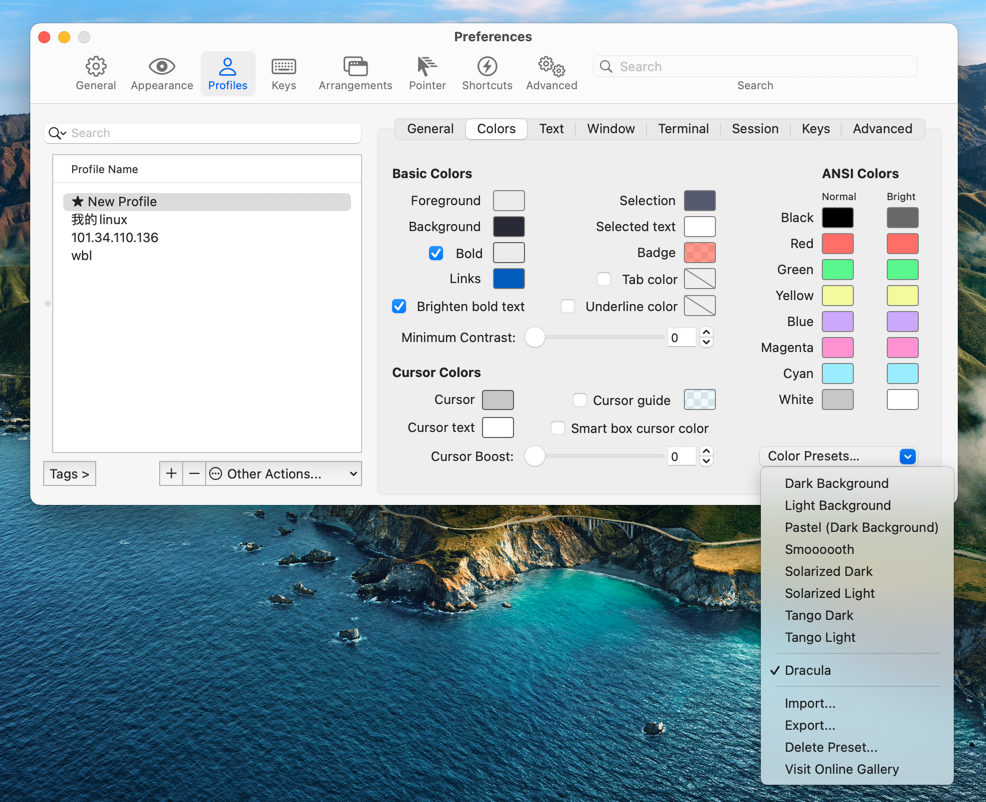 Preferences
General
Appearance
Profiles
Keys
Arrangements
Pointer
Shortcuts
Advanced
Search
Search
Search
Profile Name
★ New Profile
我的linux
101.34.110.136
wbl
Tags >
+
−
Other Actions...
General
Colors
Text
Window
Terminal
Session
Keys
Advanced
Basic Colors
Foreground
Background
Bold
Links
Brighten bold text
Minimum Contrast:
0
Selection
Selected text
Badge
Tab color
Underline color
Cursor Colors
Cursor
Cursor text
Cursor Boost:
0
Cursor guide
Smart box cursor color
ANSI Colors
Normal
Bright
Black
Red
Green
Yellow
Blue
Magenta
Cyan
White
Color Presets...
Dark Background
Light Background
Pastel (Dark Background)
Smoooooth
Solarized Dark
Solarized Light
Tango Dark
Tango Light
✓ Dracula
Import...
Export...
Delete Preset...
Visit Online Gallery